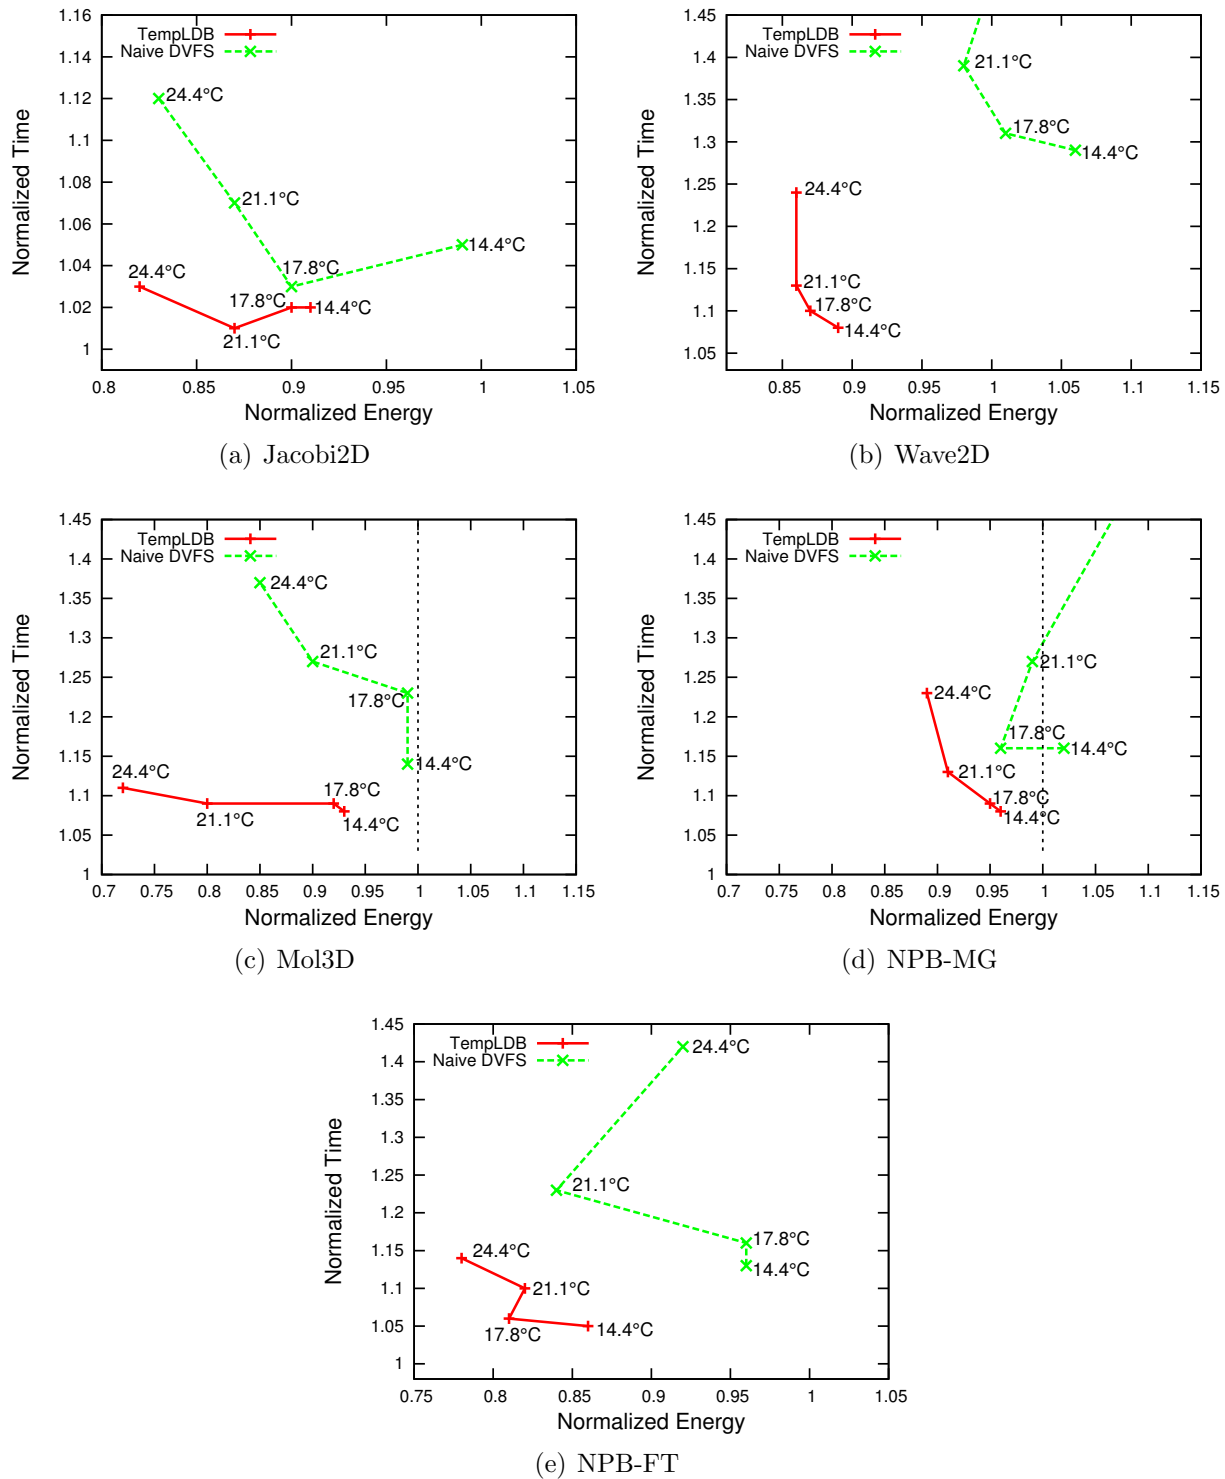 1.16
1.14
1.12
1.1
1.08
1.06
1.04
1.02
1
0.8 0.85 0.9 0.95 1 1.05
Normalized Time
Normalized Energy
TempLDB
Naive DVFS
24.4°C
21.1°C
17.8°C
14.4°C
24.4°C
21.1°C
17.8°C
14.4°C
(a) Jacobi2D
1.45
1.4
1.35
1.3
1.25
1.2
1.15
1.1
1.05
0.85 0.9 0.95 1 1.05 1.1 1.15
Normalized Time
Normalized Energy
TempLDB
Naive DVFS
21.1°C
17.8°C
14.4°C
24.4°C
21.1°C
17.8°C
14.4°C
(b) Wave2D
1.45
1.4
1.35
1.3
1.25
1.2
1.15
1.1
1.05
1
0.7 0.75 0.8 0.85 0.9 0.95 1 1.05 1.1 1.15
Normalized Time
Normalized Energy
TempLDB
Naive DVFS
24.4°C
21.1°C
17.8°C
14.4°C
24.4°C
21.1°C
17.8°C
14.4°C
(c) Mol3D
1.45
1.4
1.35
1.3
1.25
1.2
1.15
1.1
1.05
1
0.7 0.75 0.8 0.85 0.9 0.95 1 1.05 1.1 1.15
Normalized Time
Normalized Energy
TempLDB
Naive DVFS
21.1°C
17.8°C
14.4°C
24.4°C
21.1°C
17.8°C
14.4°C
(d) NPB-MG
1.45
1.4
1.35
1.3
1.25
1.2
1.15
1.1
1.05
1
0.75 0.8 0.85 0.9 0.95 1 1.05
Normalized Time
Normalized Energy
TempLDB
Naive DVFS
24.4°C
21.1°C
17.8°C
14.4°C
24.4°C
21.1°C
17.8°C
14.4°C
(e) NPB-FT